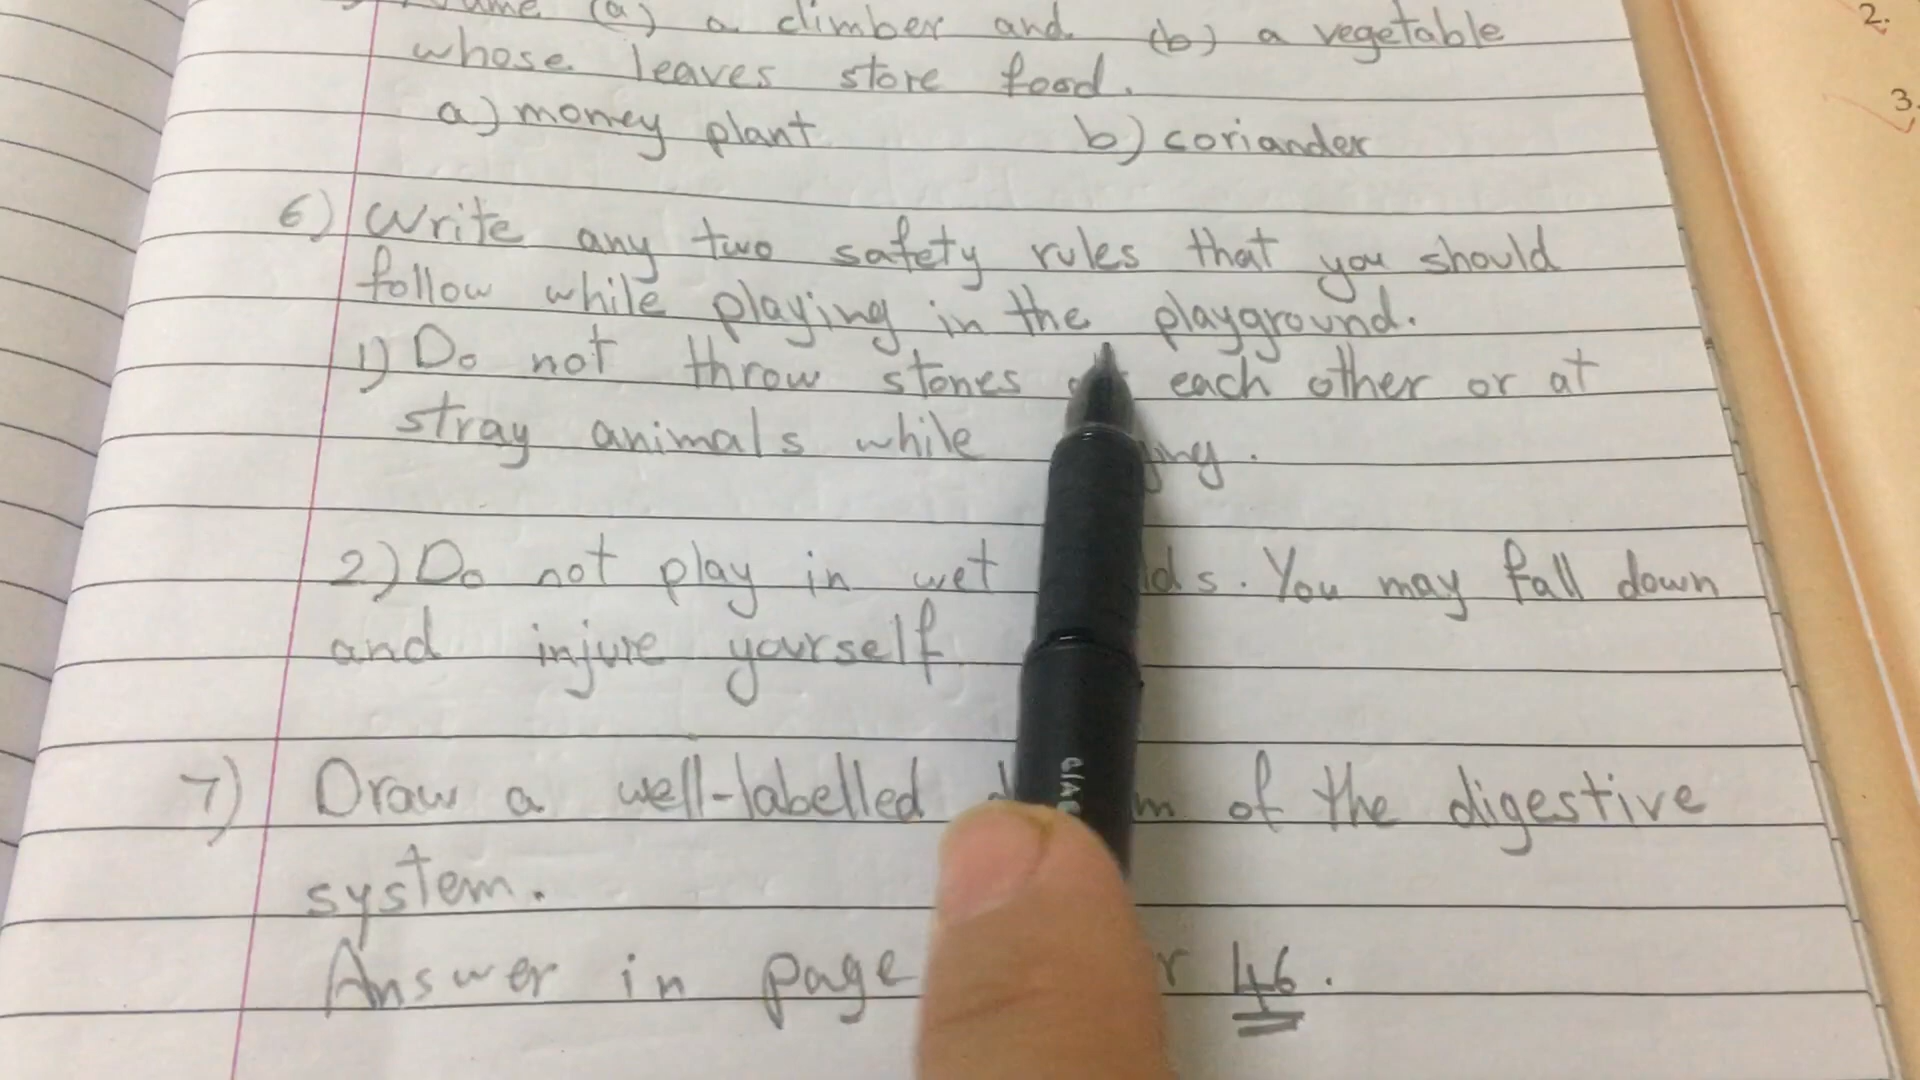 (a) a climber and (b) a vegetable
whose leaves store food.
a) money plant b) coriander
6) Write any two safety rules that you should
follow while playing in the playground.
1) Do not throw stones each other or at
stray animals while
2) Do not play in wet You may fall down
and injure yourself
7) Draw a well-labelled of the digestive
system.
Answer in page 46.
2.
3.